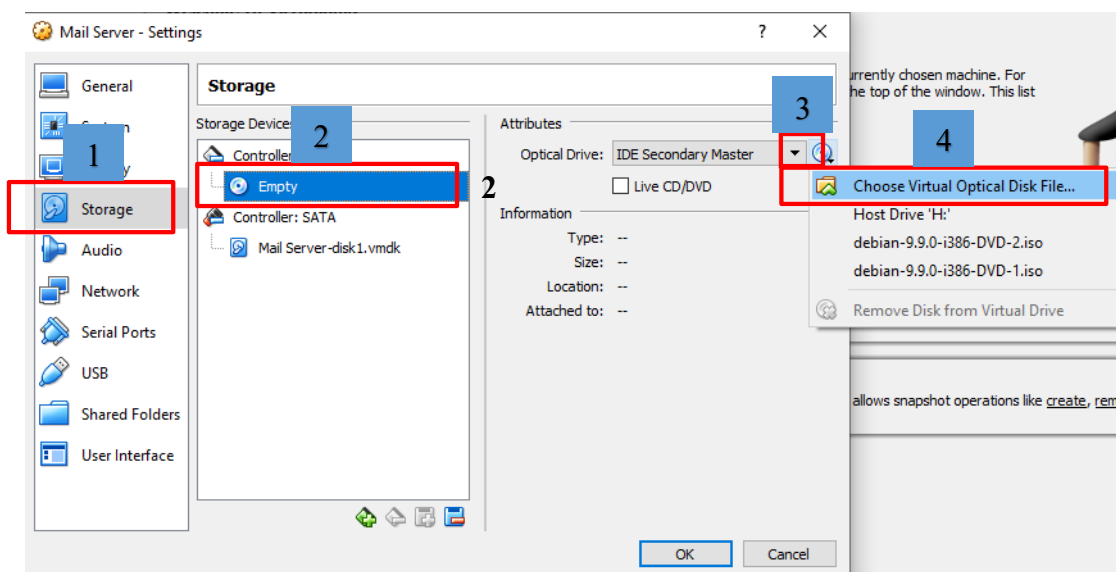 Mail Server - Settings
?
urrently chosen machine. For
he top of the window. This list
General
Storage
3
Storage Devices
2
Attributes
4
1
Controller
Optical Drive: IDE Secondary Master
Empty
2
Live CD/DVD
Choose Virtual Optical Disk File...
Storage
Controller: SATA
Information
Host Drive 'H:'
Audio
Mail Server-disk1.vmdk
Type: --
debian-9.9.0-i386-DVD-2.iso
Size: --
debian-9.9.0-i386-DVD-1.iso
Network
Location: --
Attached to: --
Remove Disk from Virtual Drive
Serial Ports
USB
Shared Folders
allows snapshot operations like create, rem
User Interface
OK
Cancel